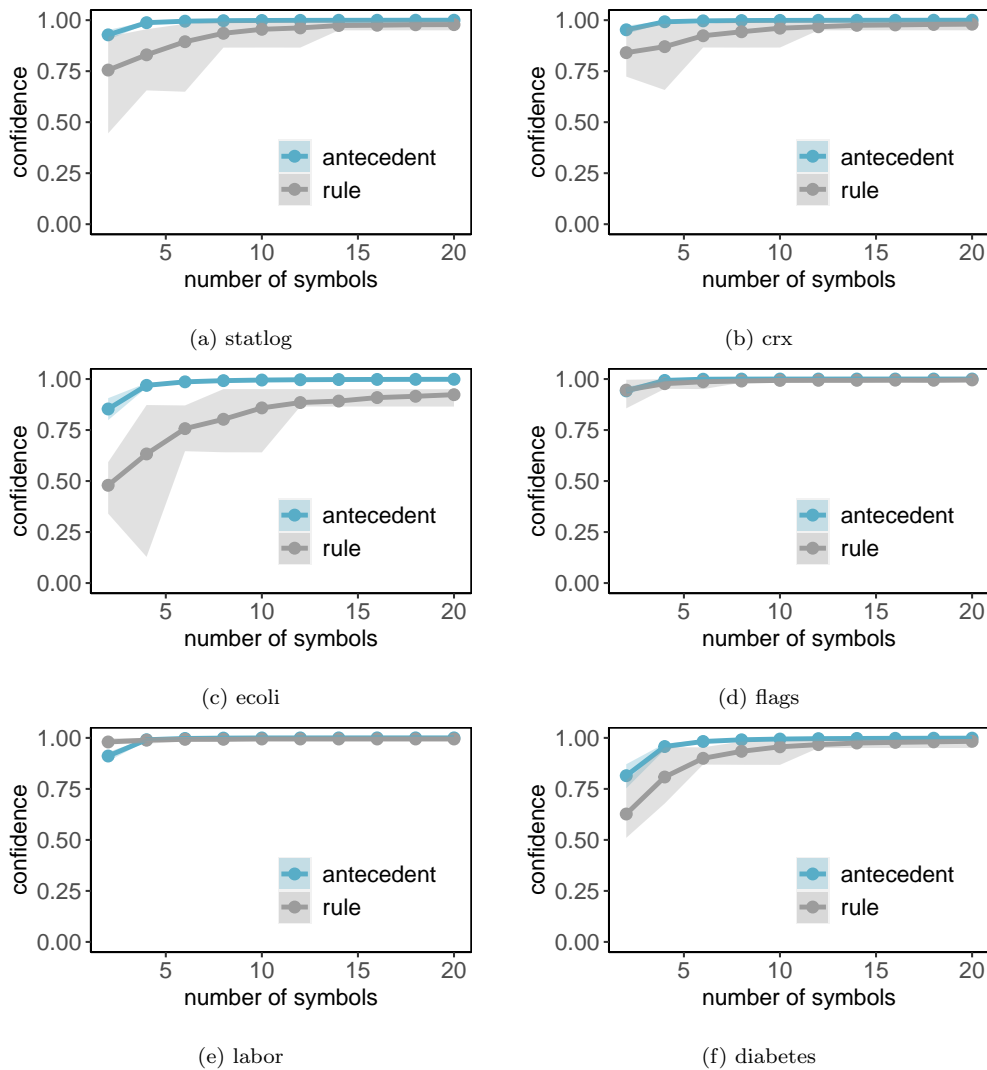 1.00
0.75
0.50
0.25
0.00
confidence
antecedent
rule
5 10 15 20
number of symbols
(a) statlog
1.00
0.75
0.50
0.25
0.00
confidence
antecedent
rule
5 10 15 20
number of symbols
(b) crx
1.00
0.75
0.50
0.25
0.00
confidence
antecedent
rule
5 10 15 20
number of symbols
(c) ecoli
1.00
0.75
0.50
0.25
0.00
confidence
antecedent
rule
5 10 15 20
number of symbols
(d) flags
1.00
0.75
0.50
0.25
0.00
confidence
antecedent
rule
5 10 15 20
number of symbols
(e) labor
1.00
0.75
0.50
0.25
0.00
confidence
antecedent
rule
5 10 15 20
number of symbols
(f) diabetes